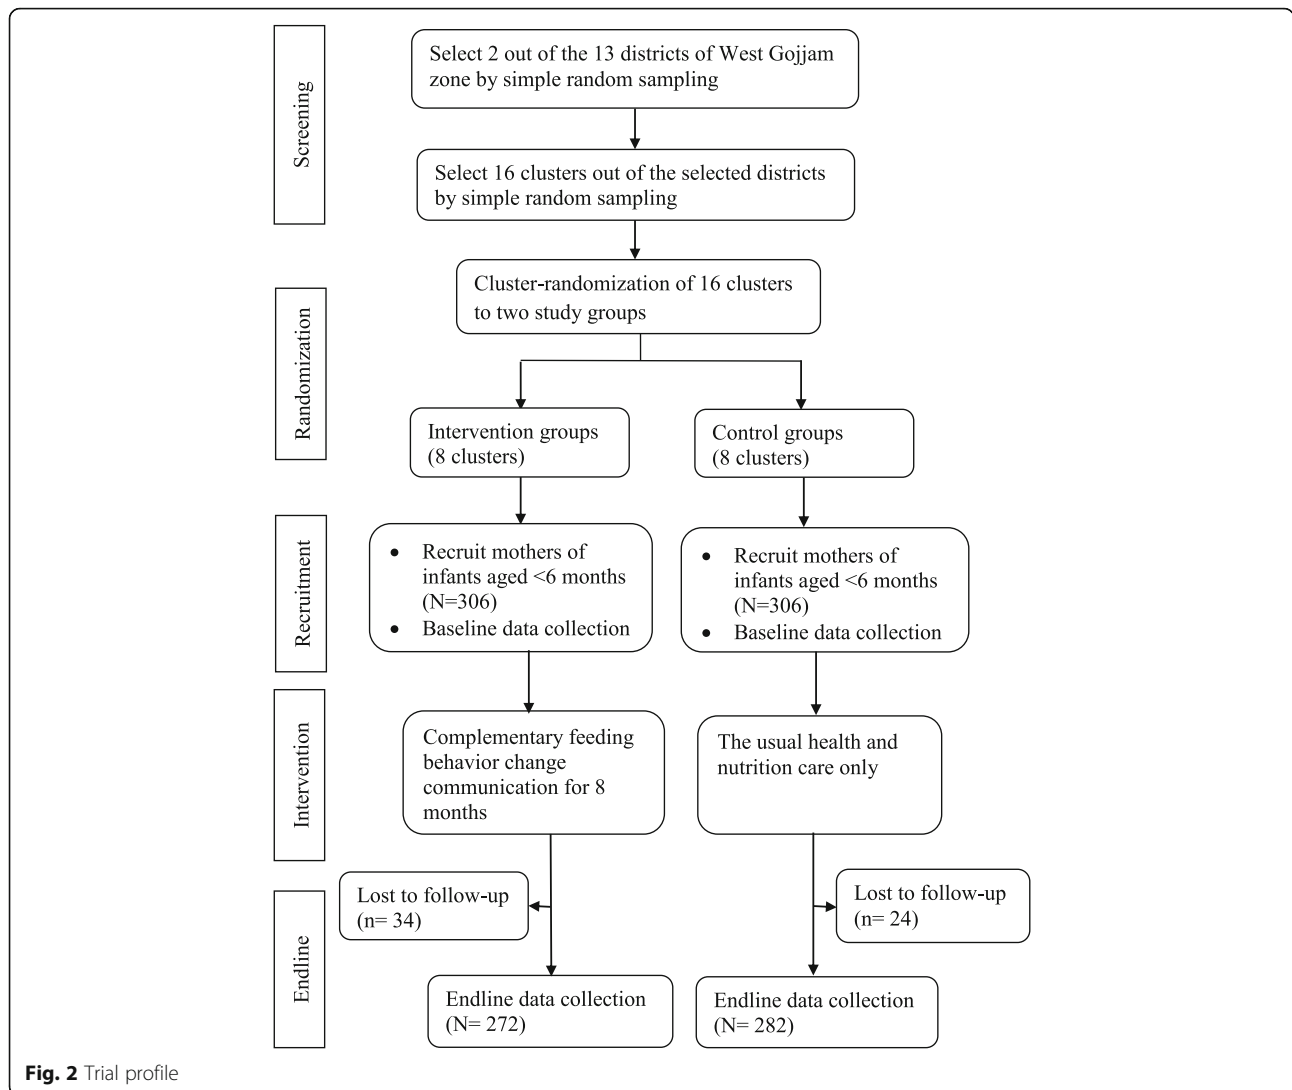 Screening
Select 2 out of the 13 districts of West Gojjam
zone by simple random sampling
Select 16 clusters out of the selected districts
by simple random sampling
Randomization
Cluster-randomization of 16 clusters
to two study groups
Intervention groups
(8 clusters)
Control groups
(8 clusters)
Recruitment
• Recruit mothers of
infants aged <6 months
(N=306)
• Baseline data collection
• Recruit mothers of
infants aged <6 months
(N=306)
• Baseline data collection
Intervention
Complementary feeding
behavior change
communication for 8
months
The usual health and
nutrition care only
Endline
Lost to follow-up
(n= 34)
Lost to follow-up
(n= 24)
Endline data collection
(N= 272)
Endline data collection
(N= 282)
Fig. 2 Trial profile